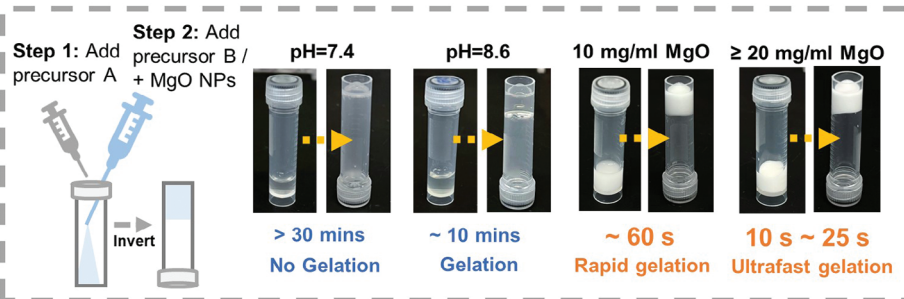 Step 1: Add
precursor A
Step 2: Add
precursor B /
+ MgO NPs
Invert
pH=7.4
> 30 mins
No Gelation
pH=8.6
~ 10 mins
Gelation
10 mg/ml MgO
~ 60 s
Rapid gelation
≥ 20 mg/ml MgO
10 s ~ 25 s
Ultrafast gelation